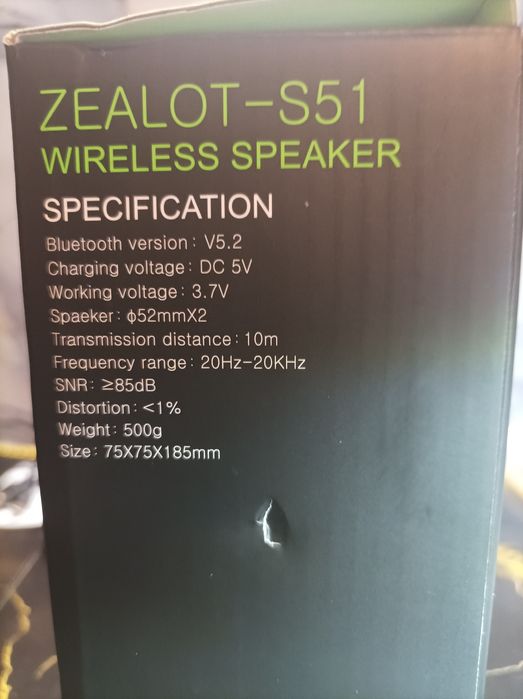 ZEALOT-S51
WIRELESS SPEAKER
SPECIFICATION
Bluetooth version: V5.2
Charging voltage: DC 5V
Working voltage: 3.7V
Spaeker: ϕ52mmX2
Transmission distance: 10m
Frequency range: 20Hz-20KHz
SNR: ≥85dB
Distortion: <1%
Weight: 500g
Size: 75X75X185mm